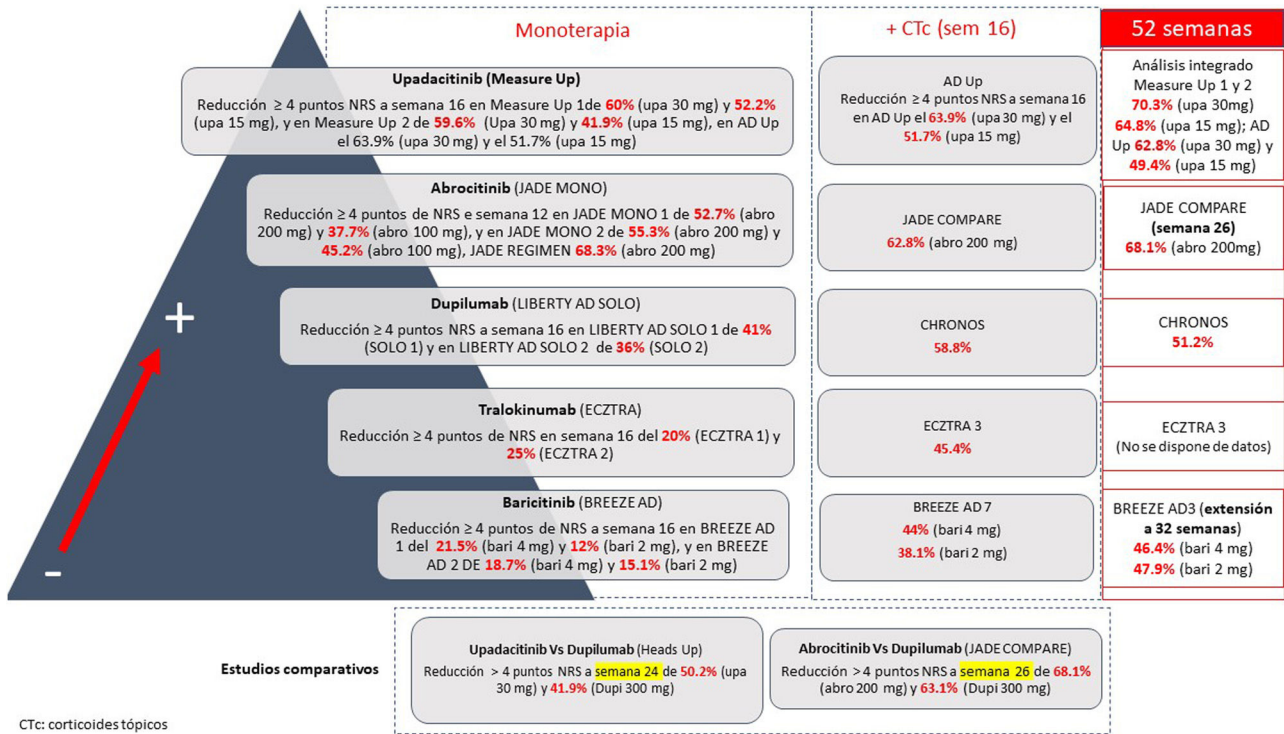 Monoterapia
+ CTc (sem 16)
52 semanas
Upadacitinib (Measure Up)
Reducción ≥ 4 puntos NRS a semana 16 en Measure Up 1de 60% (upa 30 mg) y 52.2%
(upa 15 mg), y en Measure Up 2 de 59.6% (Upa 30 mg) y 41.9% (upa 15 mg), en AD Up
el 63.9% (upa 30 mg) y el 51.7% (upa 15 mg)
AD Up
Reducción ≥ 4 puntos NRS a semana 16
en AD Up el 63.9% (upa 30 mg) y el
51.7% (upa 15 mg)
Análisis integrado
Measure Up 1 y 2
70.3% (upa 30mg)
64.8% (upa 15 mg); AD
Up 62.8% (upa 30 mg) y
49.4% (upa 15 mg)
Abrocitinib (JADE MONO)
Reducción ≥ 4 puntos de NRS e semana 12 en JADE MONO 1 de 52.7% (abro
200 mg) y 37.7% (abro 100 mg), y en JADE MONO 2 de 55.3% (abro 200 mg) y
45.2% (abro 100 mg), JADE REGIMEN 68.3% (abro 200 mg)
JADE COMPARE
62.8% (abro 200 mg)
JADE COMPARE
(semana 26)
68.1% (abro 200mg)
Dupilumab (LIBERTY AD SOLO)
Reducción ≥ 4 puntos NRS a semana 16 en LIBERTY AD SOLO 1 de 41%
(SOLO 1) y en LIBERTY AD SOLO 2 de 36% (SOLO 2)
CHRONOS
58.8%
CHRONOS
51.2%
+
Tralokinumab (ECZTRA)
Reducción ≥ 4 puntos de NRS en semana 16 del 20% (ECZTRA 1) y
25% (ECZTRA 2)
ECZTRA 3
45.4%
ECZTRA 3
(No se dispone de datos)
Baricitinib (BREEZE AD)
Reducción ≥ 4 puntos de NRS a semana 16 en BREEZE AD
1 del 21.5% (bari 4 mg) y 12% (bari 2 mg), y en BREEZE
AD 2 DE 18.7% (bari 4 mg) y 15.1% (bari 2 mg)
BREEZE AD 7
44% (bari 4 mg)
38.1% (bari 2 mg)
BREEZE AD3 (extensión
a 32 semanas)
46.4% (bari 4 mg)
47.9% (bari 2 mg)
-
Estudios comparativos
Upadacitinib Vs Dupilumab (Heads Up)
Reducción > 4 puntos NRS a semana 24 de 50.2% (upa
30 mg) y 41.9% (Dupi 300 mg)
Abrocitinib Vs Dupilumab (JADE COMPARE)
Reducción > 4 puntos NRS a semana 26 de 68.1%
(abro 200 mg) y 63.1% (Dupi 300 mg)
CTc: corticoides tópicos